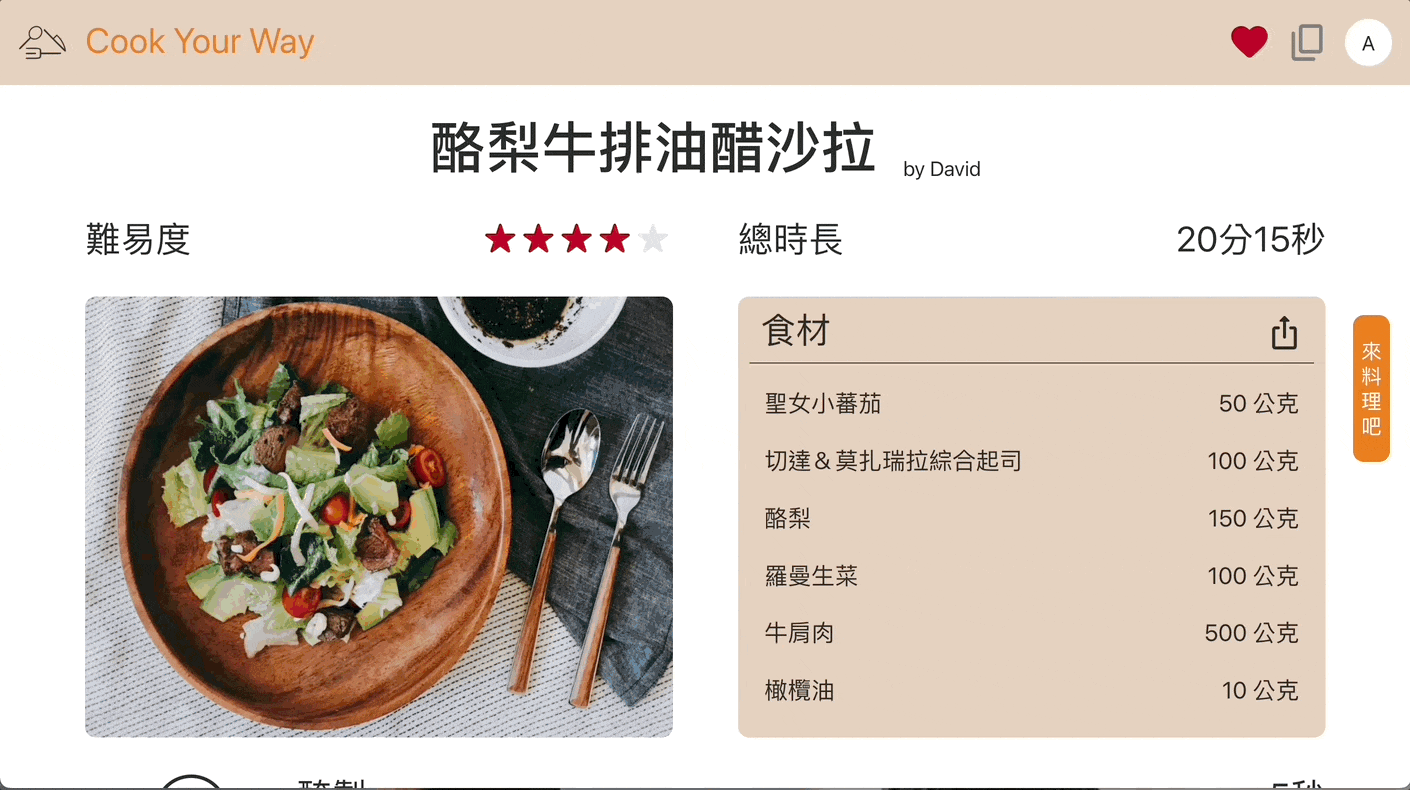 Cook Your Way
A
酪梨牛排油醋沙拉 by David
難易度
總時長 20分15秒
食材
聖女小蕃茄 50 公克
切達＆莫扎瑞拉綜合起司 100 公克
酪梨 150 公克
羅曼生菜 100 公克
牛肩肉 500 公克
橄欖油 10 公克
來料理吧